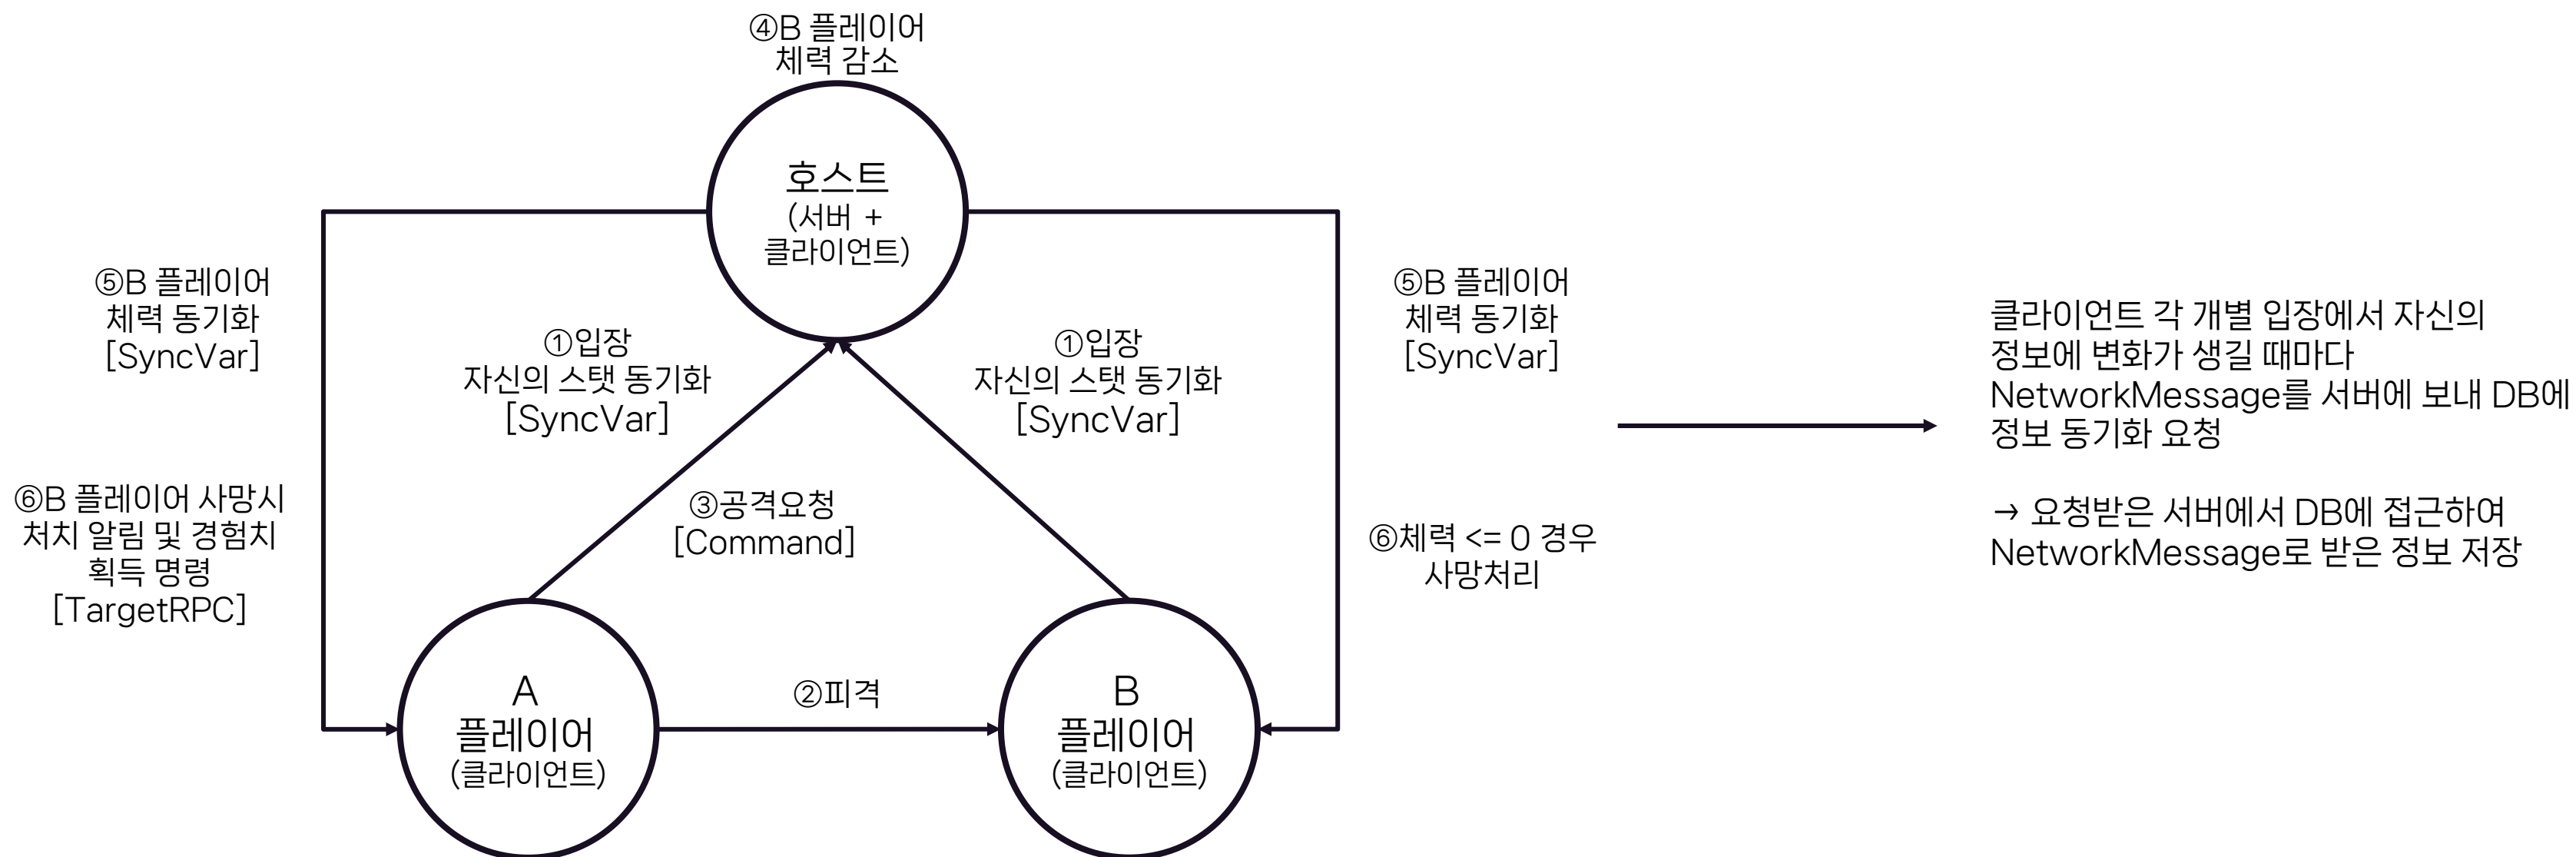 ④B 플레이어
체력 감소
호스트
(서버 +
클라이언트)
⑤B 플레이어
체력 동기화
[SyncVar]
①입장
자신의 스탯 동기화
[SyncVar]
①입장
자신의 스탯 동기화
[SyncVar]
⑤B 플레이어
체력 동기화
[SyncVar]
⑥B 플레이어 사망시
처치 알림 및 경험치
획득 명령
[TargetRPC]
③공격요청
[Command]
⑥체력 <= 0 경우
사망처리
A
플레이어
(클라이언트)
②피격
B
플레이어
(클라이언트)
클라이언트 각 개별 입장에서 자신의
정보에 변화가 생길 때마다
NetworkMessage를 서버에 보내 DB에
정보 동기화 요청
→ 요청받은 서버에서 DB에 접근하여
NetworkMessage로 받은 정보 저장